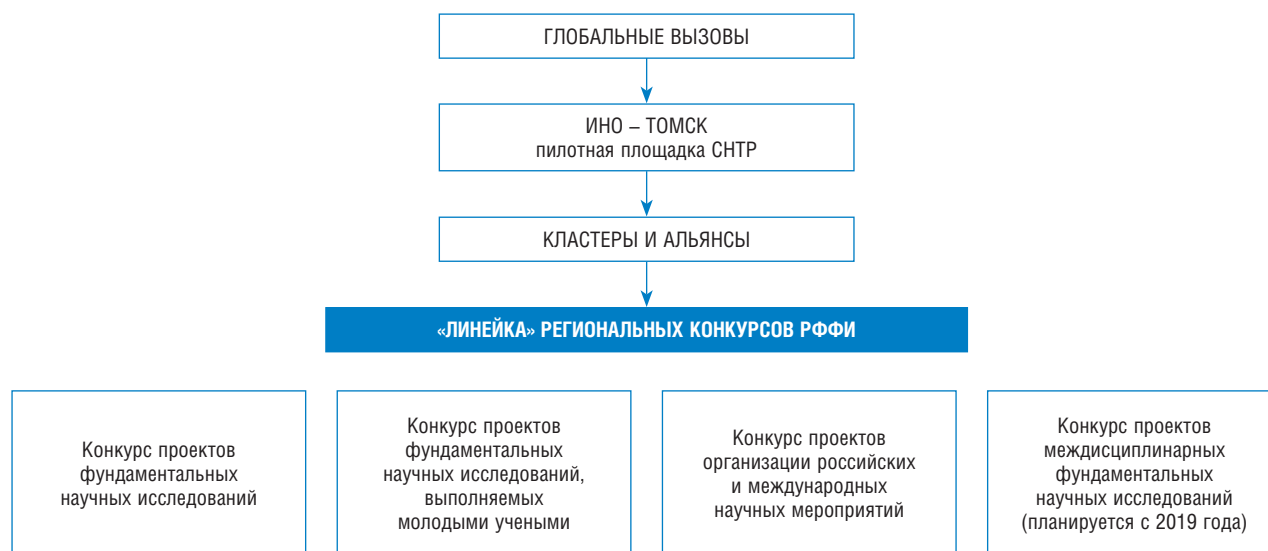 ГЛОБАЛЬНЫЕ ВЫЗОВЫ
ИНО – ТОМСК
пилотная площадка СНТР
КЛАСТЕРЫ И АЛЬЯНСЫ
«ЛИНЕЙКА» РЕГИОНАЛЬНЫХ КОНКУРСОВ РФФИ
Конкурс проектов
фундаментальных
научных исследований
Конкурс проектов
фундаментальных
научных исследований,
выполняемых
молодыми учеными
Конкурс проектов
организации российских
и международных
научных мероприятий
Конкурс проектов
междисциплинарных
фундаментальных
научных исследований
(планируется с 2019 года)